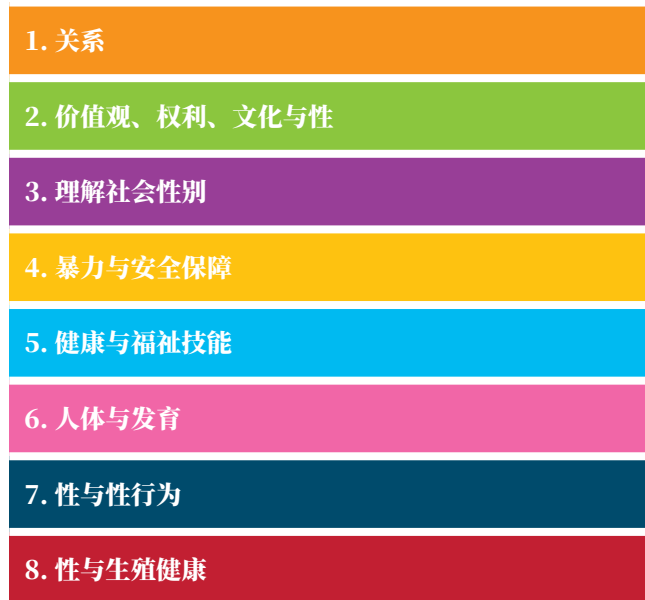 1. 关系
2. 价值观、权利、文化与性
3. 理解社会性别
4. 暴力与安全保障
5. 健康与福祉技能
6. 人体与发育
7. 性与性行为
8. 性与生殖健康